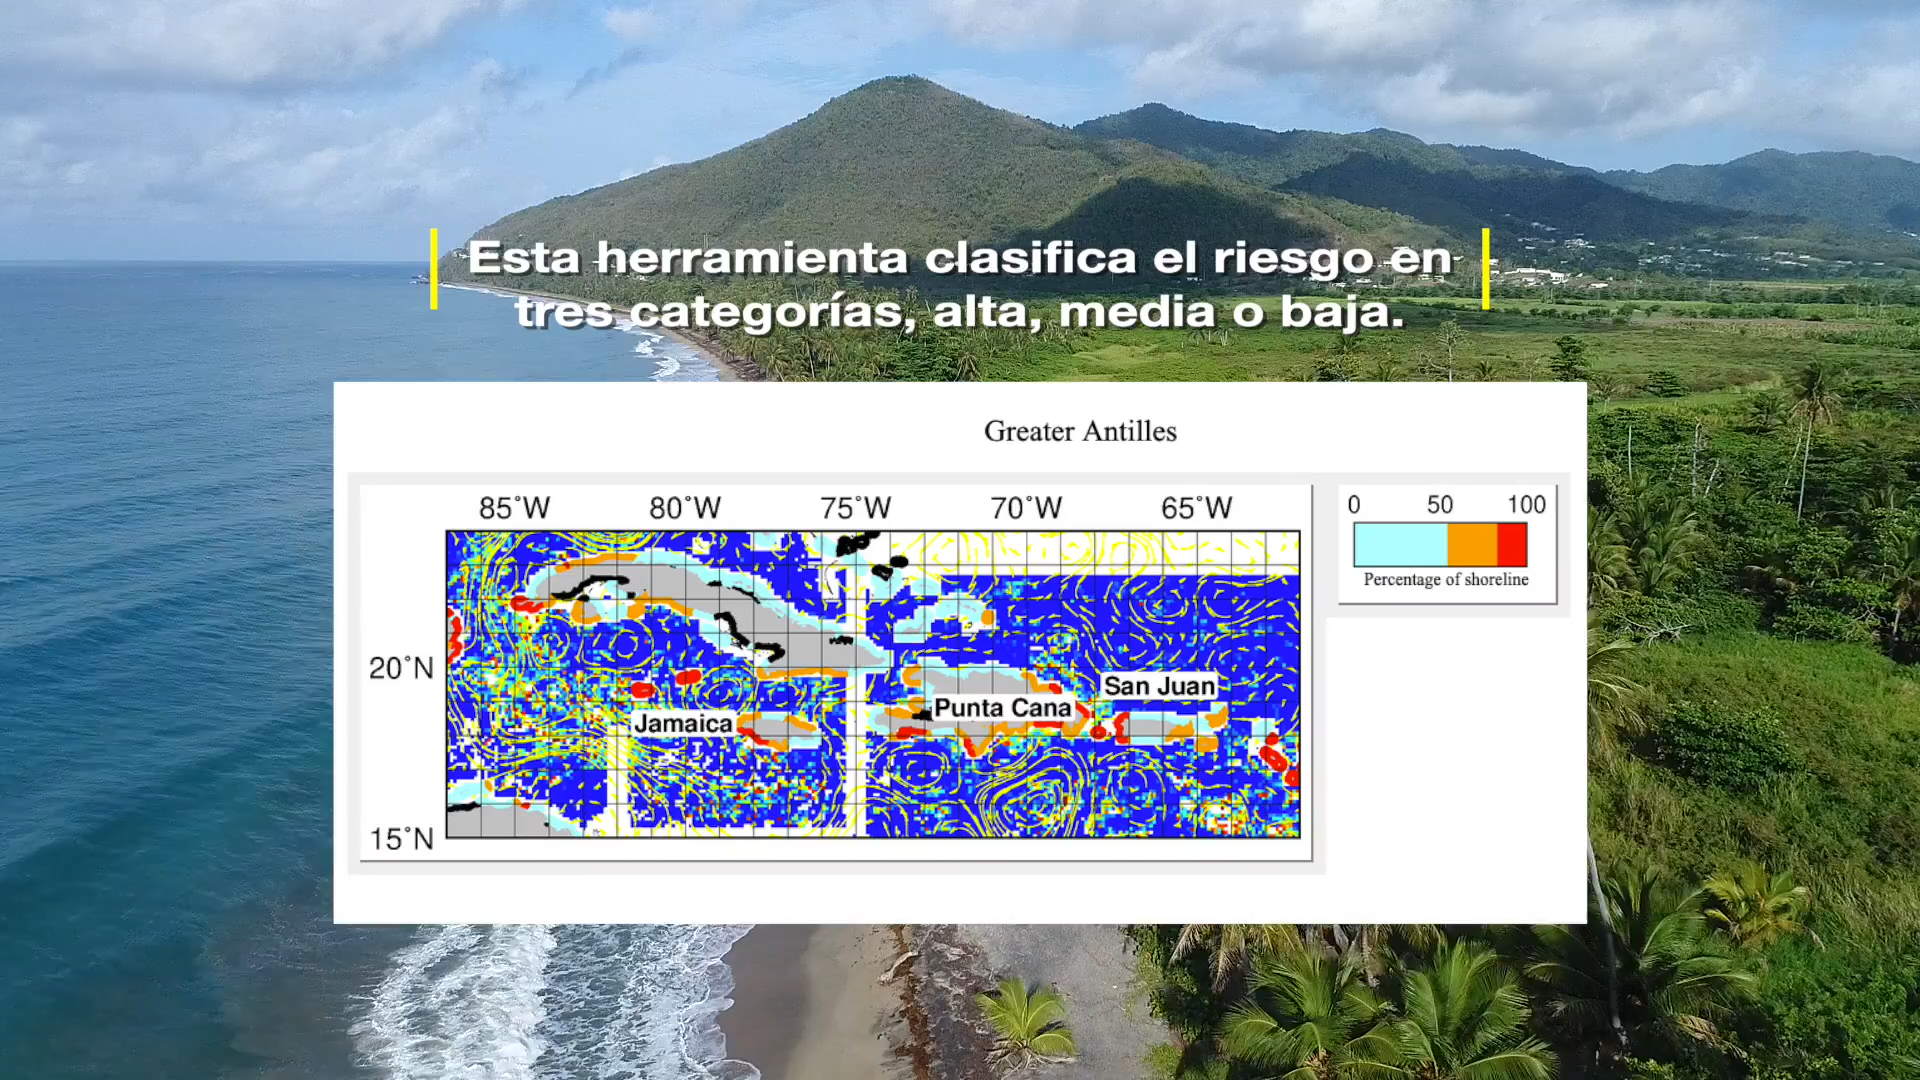 Esta herramienta clasifica el riesgo en
tres categorías, alta, media o baja.
Greater Antilles
85°W 80°W 75°W 70°W 65°W
0 50 100
Percentage of shoreline
20°N
San Juan
Punta Cana
Jamaica
15°N